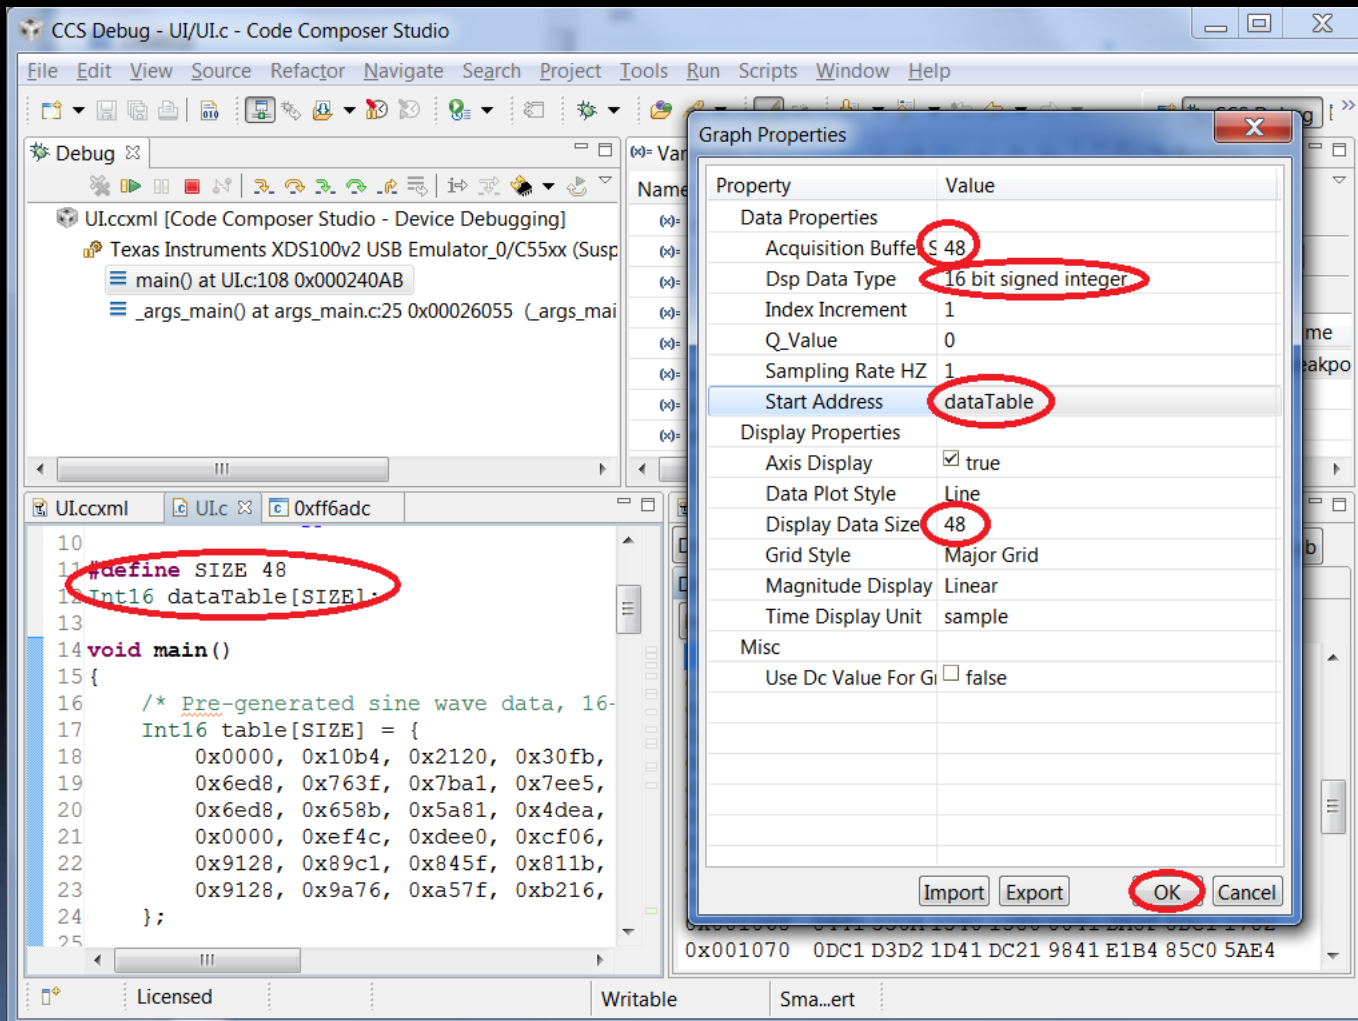 CCS Debug - UI/UI.c - Code Composer Studio
File Edit View Source Refactor Navigate Search Project Tools Run Scripts Window Help
Debug
UI.ccxml [Code Composer Studio - Device Debugging]
Texas Instruments XDS100v2 USB Emulator_0/C55xx (Susp
main() at UI.c:108 0x000240AB
_args_main() at args_main.c:25 0x00026055 (_args_mai
(x)= Var
Name
(x)=
(x)=
(x)=
(x)=
(x)=
(x)=
(x)=
(x)=
me
eakpo
Graph Properties
Property Value
Data Properties
Acquisition Buffer S 48
Dsp Data Type 16 bit signed integer
Index Increment 1
Q_Value 0
Sampling Rate HZ 1
Start Address dataTable
Display Properties
Axis Display true
Data Plot Style Line
Display Data Size 48
Grid Style Major Grid
Magnitude Display Linear
Time Display Unit sample
Misc
Use Dc Value For G false
Import Export OK Cancel
UI.ccxml UI.c 0xff6adc
10
11 #define SIZE 48
12 Int16 dataTable[SIZE];
13
14 void main()
15 {
16 /* Pre-generated sine wave data, 16-
17 Int16 table[SIZE] = {
18 0x0000, 0x10b4, 0x2120, 0x30fb,
19 0x6ed8, 0x763f, 0x7ba1, 0x7ee5,
20 0x6ed8, 0x658b, 0x5a81, 0x4dea,
21 0x0000, 0xef4c, 0xdee0, 0xcf06,
22 0x9128, 0x89c1, 0x845f, 0x811b,
23 0x9128, 0x9a76, 0xa57f, 0xb216,
24 };
25
0x001070 0DC1 D3D2 1D41 DC21 9841 E1B4 85C0 5AE4
Licensed Writable Sma...ert